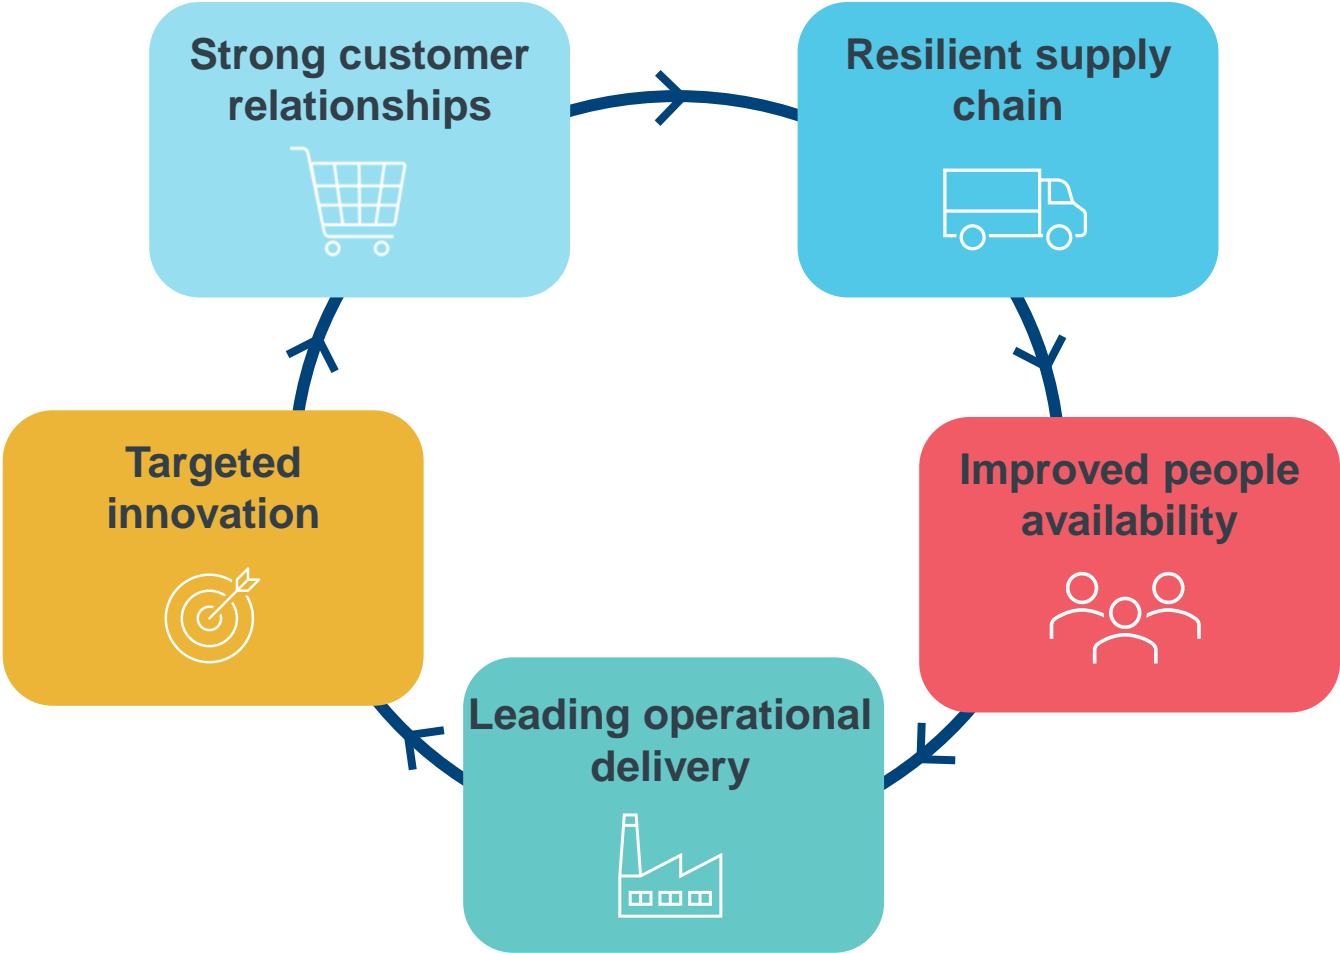 Strong customer
relationships
Resilient supply
chain
Targeted
innovation
Improved people
availability
Leading operational
delivery